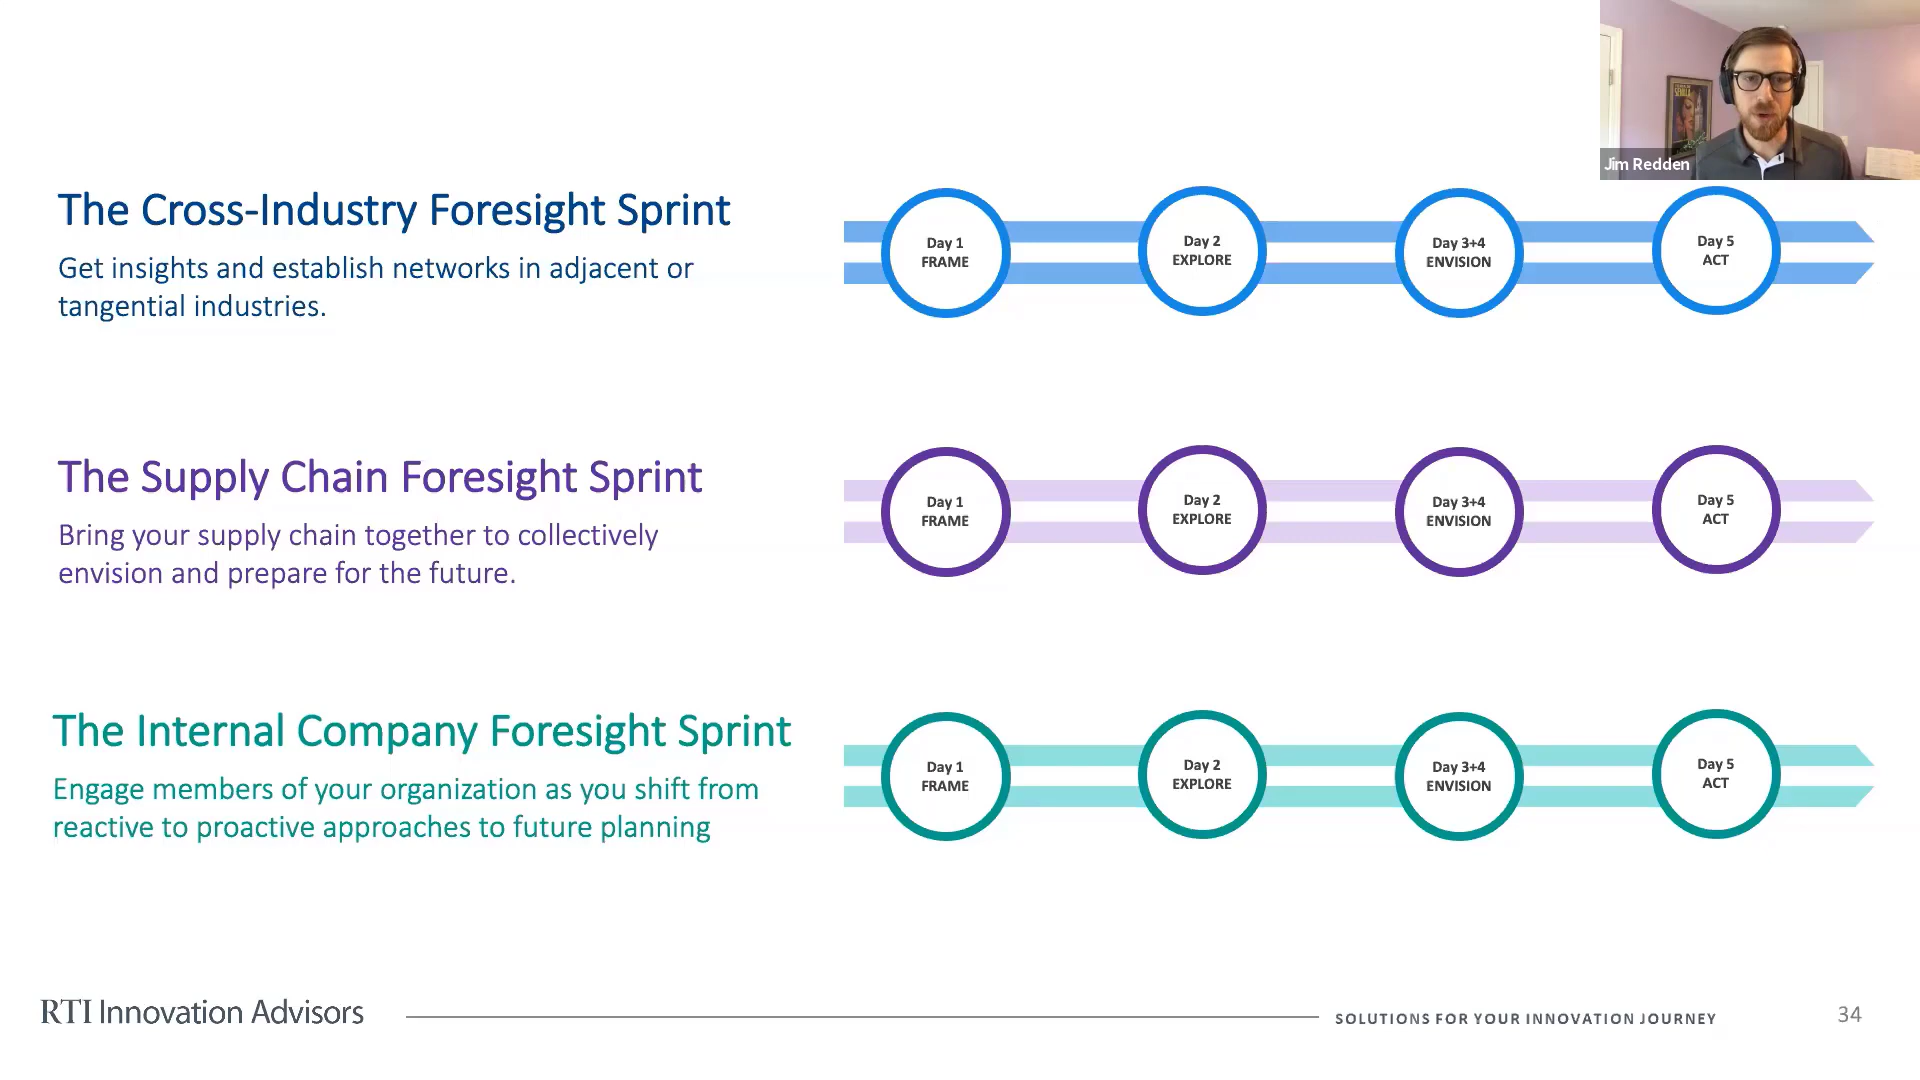 Jim Redden
The Cross-Industry Foresight Sprint
Get insights and establish networks in adjacent or
tangential industries.
Day 1
FRAME
Day 2
EXPLORE
Day 3+4
ENVISION
Day 5
ACT
The Supply Chain Foresight Sprint
Bring your supply chain together to collectively
envision and prepare for the future.
Day 1
FRAME
Day 2
EXPLORE
Day 3+4
ENVISION
Day 5
ACT
The Internal Company Foresight Sprint
Engage members of your organization as you shift from
reactive to proactive approaches to future planning
Day 1
FRAME
Day 2
EXPLORE
Day 3+4
ENVISION
Day 5
ACT
RTI Innovation Advisors
SOLUTIONS FOR YOUR INNOVATION JOURNEY
34